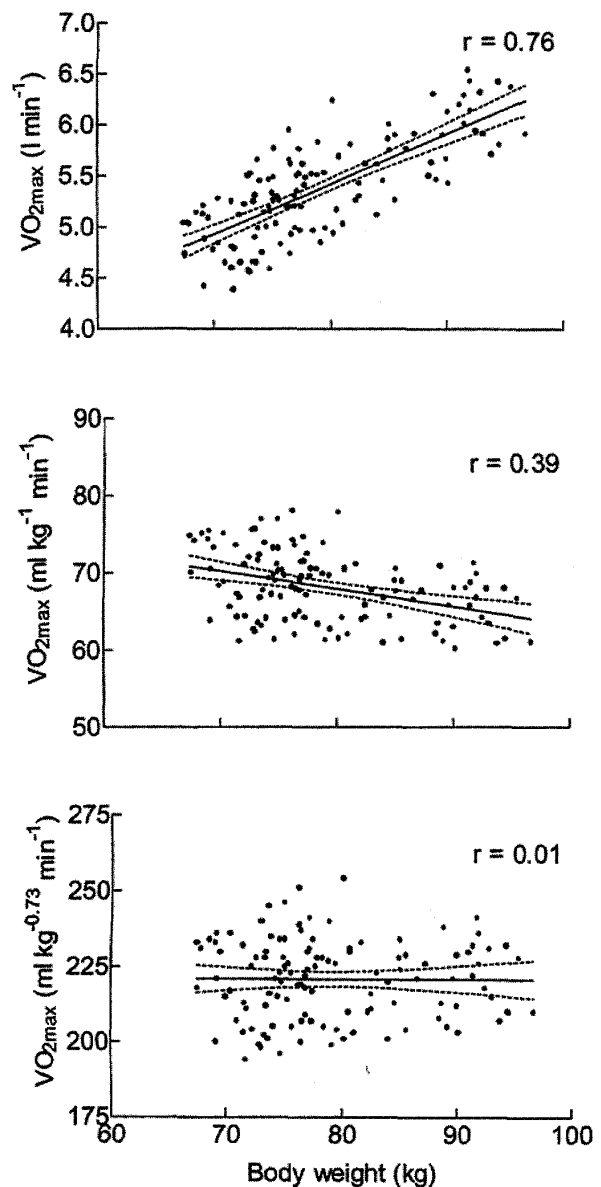 7.0
r = 0.76
6.5
6.0
5.5
5.0
4.5
4.0
VO2max (l min−1)
90
r = 0.39
80
70
60
50
VO2max (ml kg−1 min−1)
275
r = 0.01
250
225
200
175
VO2max (ml kg−0.73 min−1)
60 70 80 90 100
Body weight (kg)